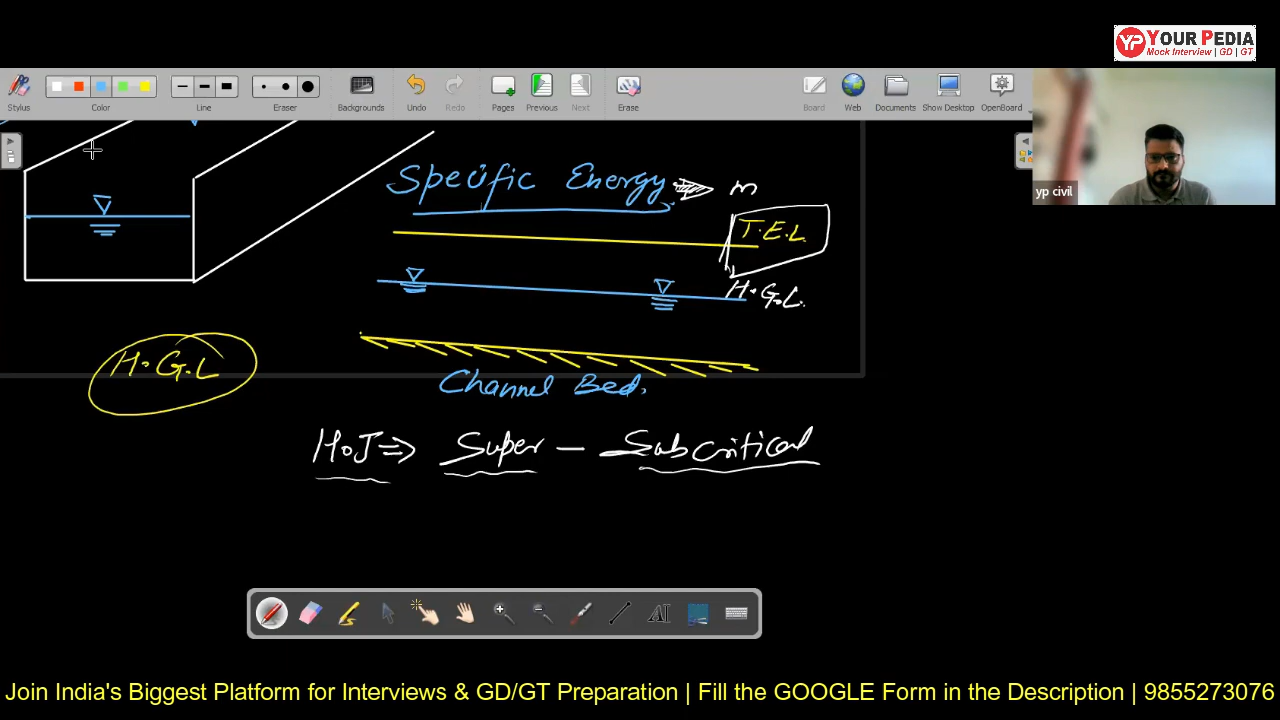 YP YOUR PEDIA
Mock Interview | GD | GT
Stylus Color Line Eraser Backgrounds Undo Redo Pages Previous Next Erase Board Web Documents Show Desktop OpenBoard
yp civil
Specific Energy m
T.E.L.
H.G.L.
H.G.L
Channel Bed.
H.J => Super - Subcritical
AI
Join India's Biggest Platform for Interviews & GD/GT Preparation | Fill the GOOGLE Form in the Description | 9855273076